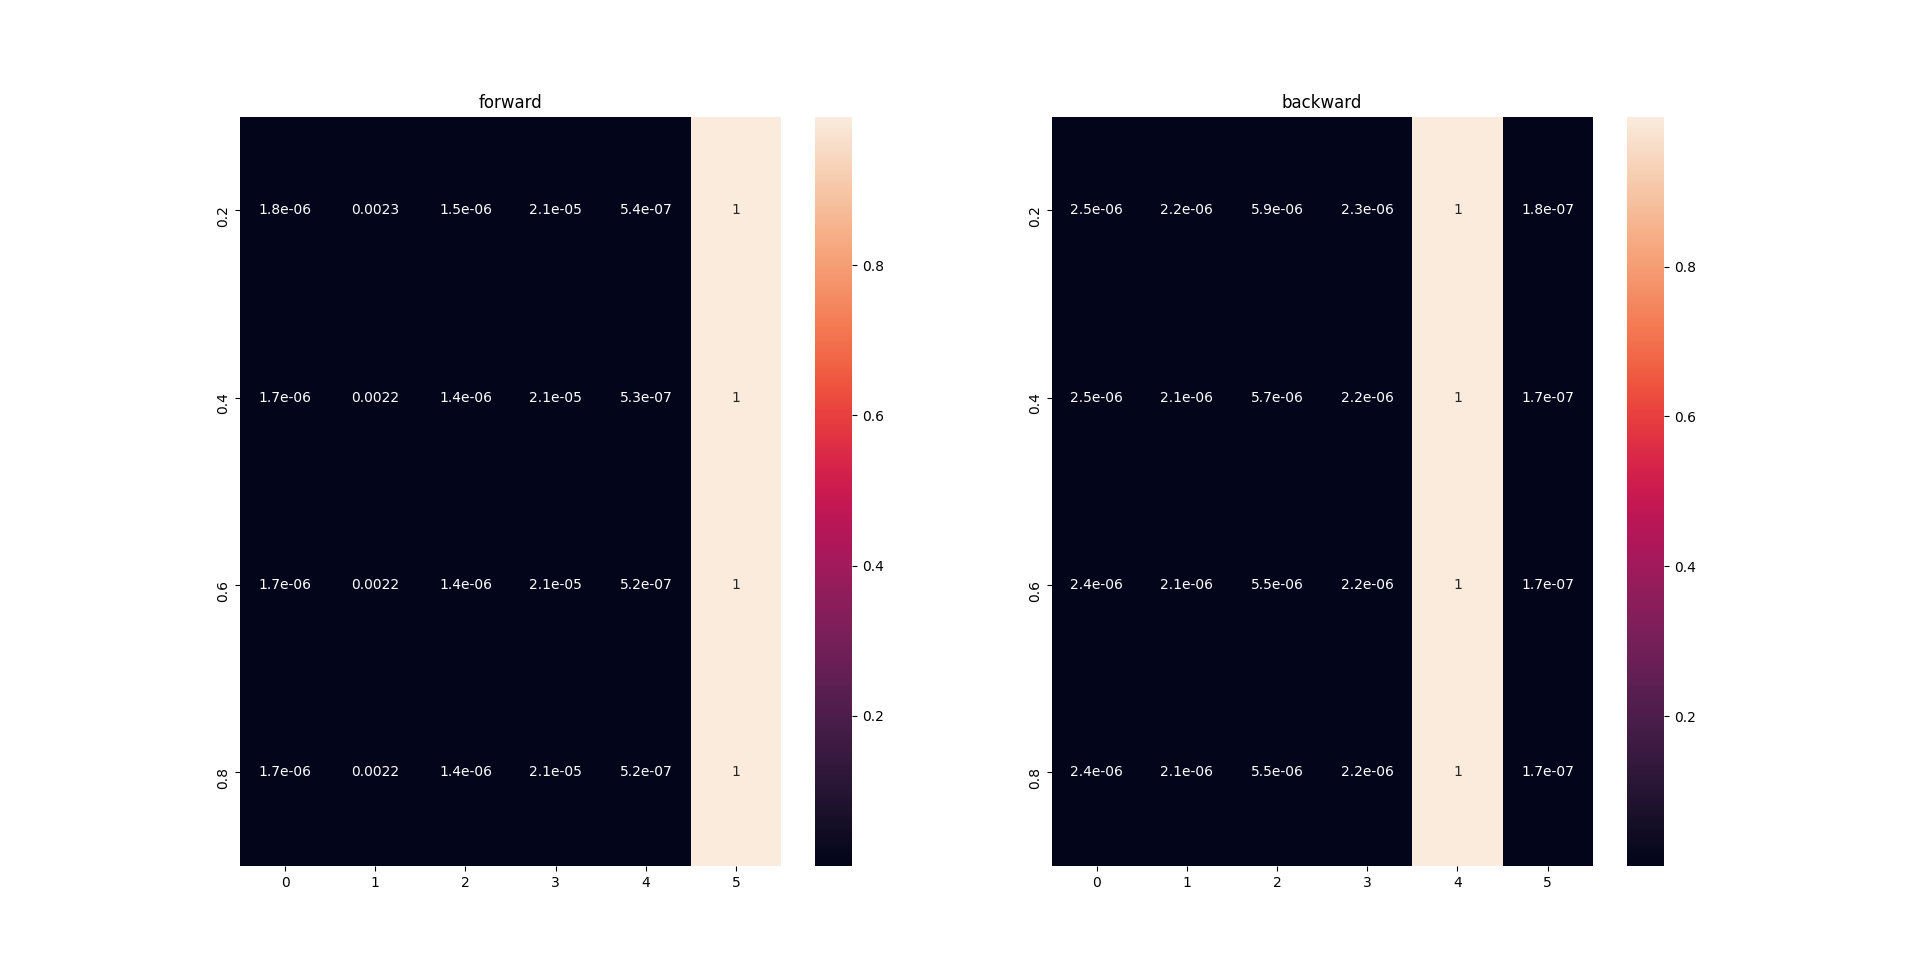 forward
0.2 1.8e-06 0.0023 1.5e-06 2.1e-05 5.4e-07 1
0.4 1.7e-06 0.0022 1.4e-06 2.1e-05 5.3e-07 1
0.6 1.7e-06 0.0022 1.4e-06 2.1e-05 5.2e-07 1
0.8 1.7e-06 0.0022 1.4e-06 2.1e-05 5.2e-07 1
0 1 2 3 4 5
0.8
0.6
0.4
0.2
backward
0.2 2.5e-06 2.2e-06 5.9e-06 2.3e-06 1 1.8e-07
0.4 2.5e-06 2.1e-06 5.7e-06 2.2e-06 1 1.7e-07
0.6 2.4e-06 2.1e-06 5.5e-06 2.2e-06 1 1.7e-07
0.8 2.4e-06 2.1e-06 5.5e-06 2.2e-06 1 1.7e-07
0 1 2 3 4 5
0.8
0.6
0.4
0.2